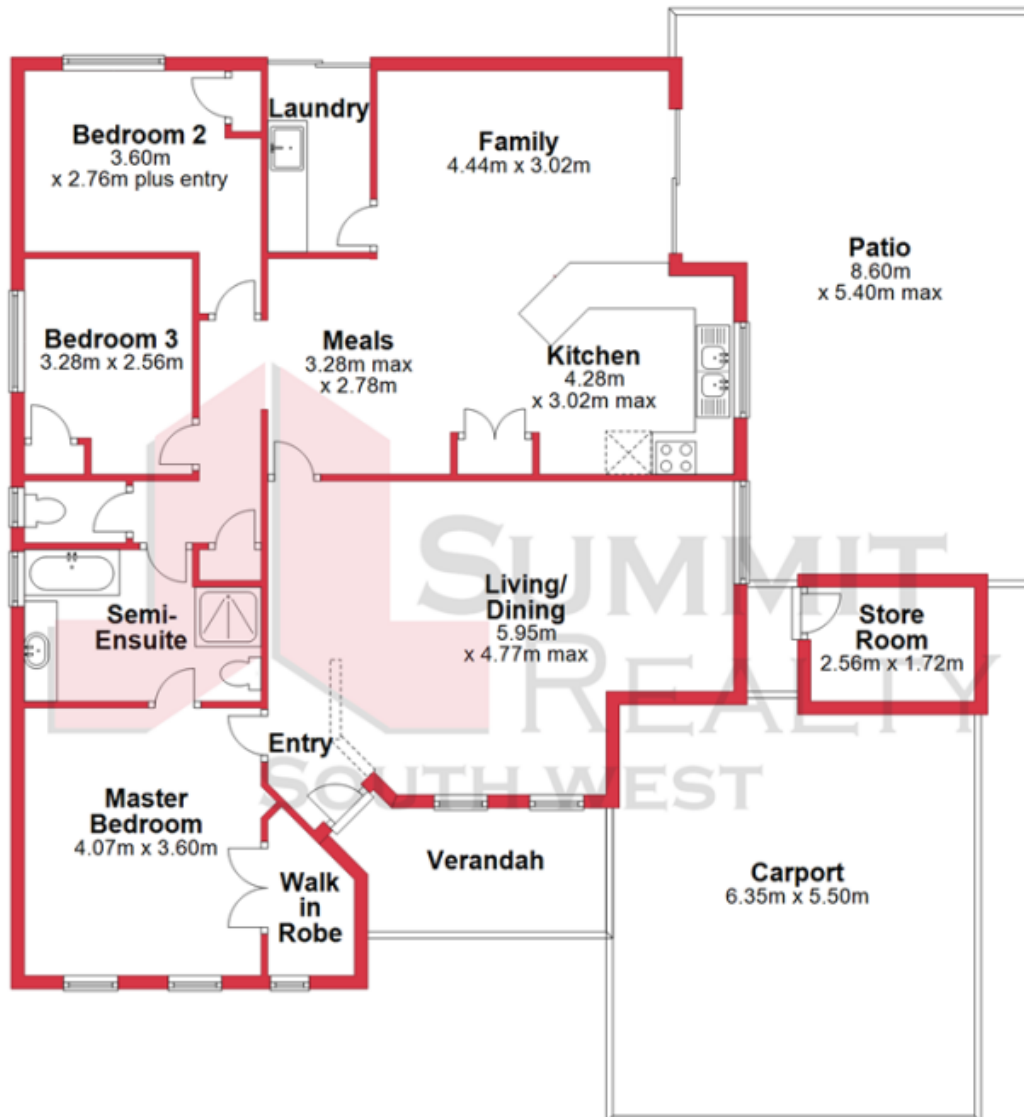 Bedroom 2
3.60m
x 2.76m plus entry
Laundry
Family
4.44m x 3.02m
Patio
8.60m
x 5.40m max
Bedroom 3
3.28m x 2.56m
Meals
3.28m max
x 2.78m
Kitchen
4.28m
x 3.02m max
Semi-
Ensuite
Living/
Dining
5.95m
x 4.77m max
Store
Room
2.56m x 1.72m
Entry
Master
Bedroom
4.07m x 3.60m
Walk
in
Robe
Verandah
Carport
6.35m x 5.50m
SUMMIT
REALTY
SOUTH WEST